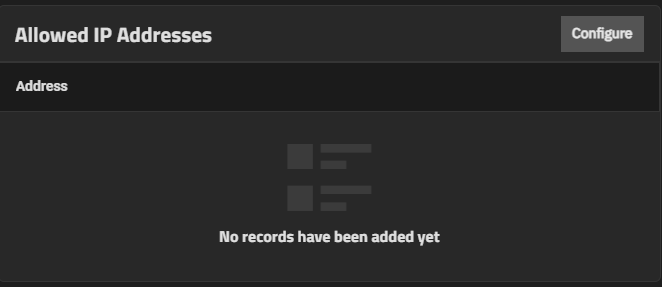 Allowed IP Addresses
Configure
Address
No records have been added yet